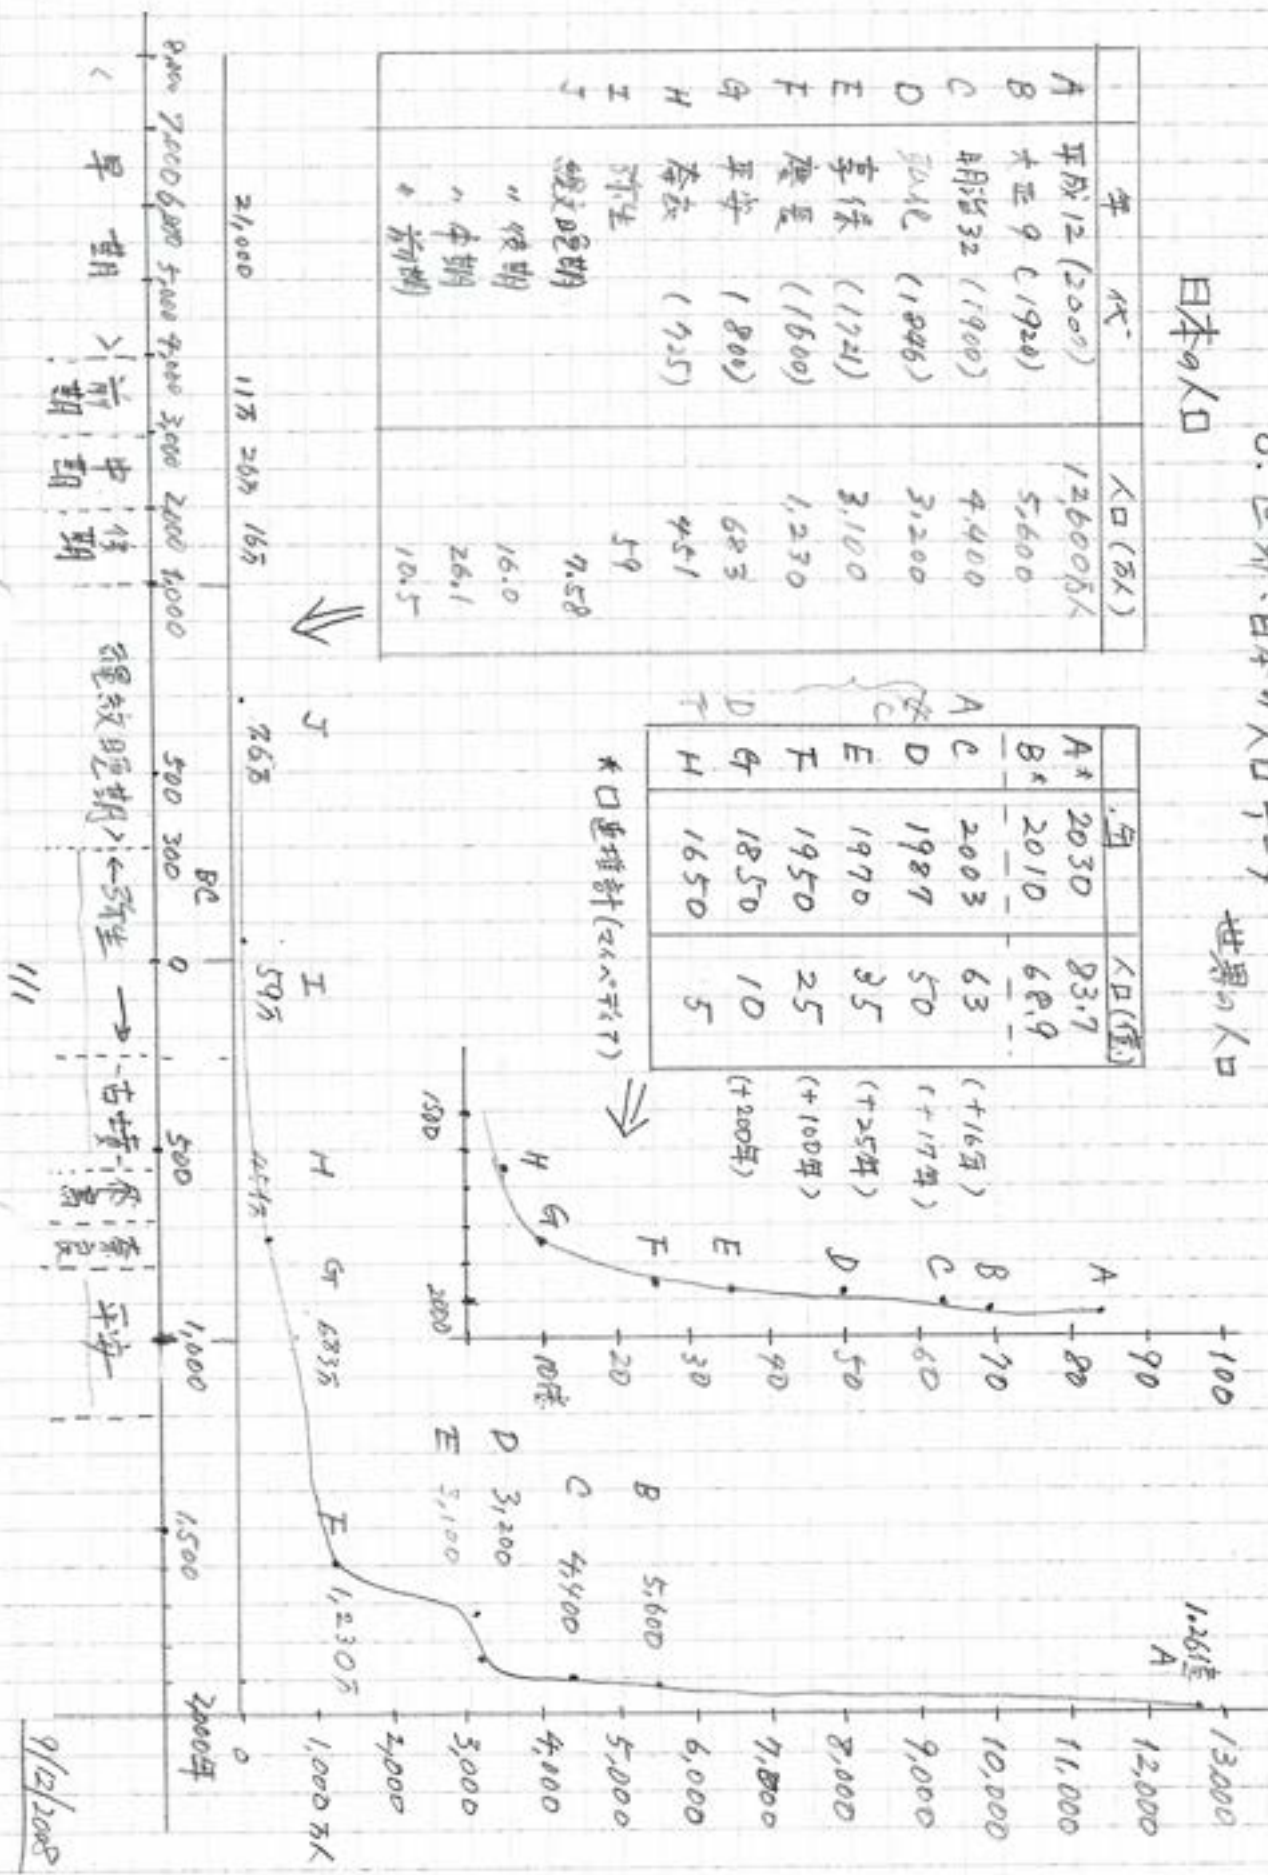 日本の人口
世界の人口
年代 人口(万人)
A 平成12 (2000) 12,600万人
B 大正9 (1920) 5,600
C 明治32 (1900) 4,400
D 弘化 (1846) 3,200
E 享保 (1721) 3,100
F 慶長 (1600) 1,230
G 平安 (800) 683
H 奈良 (725) 451
I 弥生 59
J 縄文晩期 7.58
〃 後期 16.0
〃 中期 26.1
〃 前期 10.5
年 人口(億)
A* 2030 83.7
B* 2010 68.9
C 2003 63 (+16年)
D 1987 50 (+17年)
E 1970 35 (+25年)
F 1950 25 (+100年)
G 1850 10 (+200年)
H 1650 5
A
C
D
F
A
B
C
D
E
F
G
H
100
90
80
70
60
50
40
30
20
10億
1500 2000
1.26億
A
B 5,600
C 4,400
D 3,200
E 3,100
F 1,230万
G 683万
H 451万
I 59万
J 7.6万
21,000 11万 26万 16万
13,000
12,000
11,000
10,000
9,000
8,000
7,000
6,000
5,000
4,000
3,000
2,000
1,000万人
0
8,000 7,000 6,000 5,000 4,000 3,000 2,000 1,000 500 300 BC 0 500 1,000 1,500 2,000年
< 早期 > 前期 中期 後期 縄文晩期> ←弥生→ 古墳 飛鳥 奈良 平安
111
9/12/2008